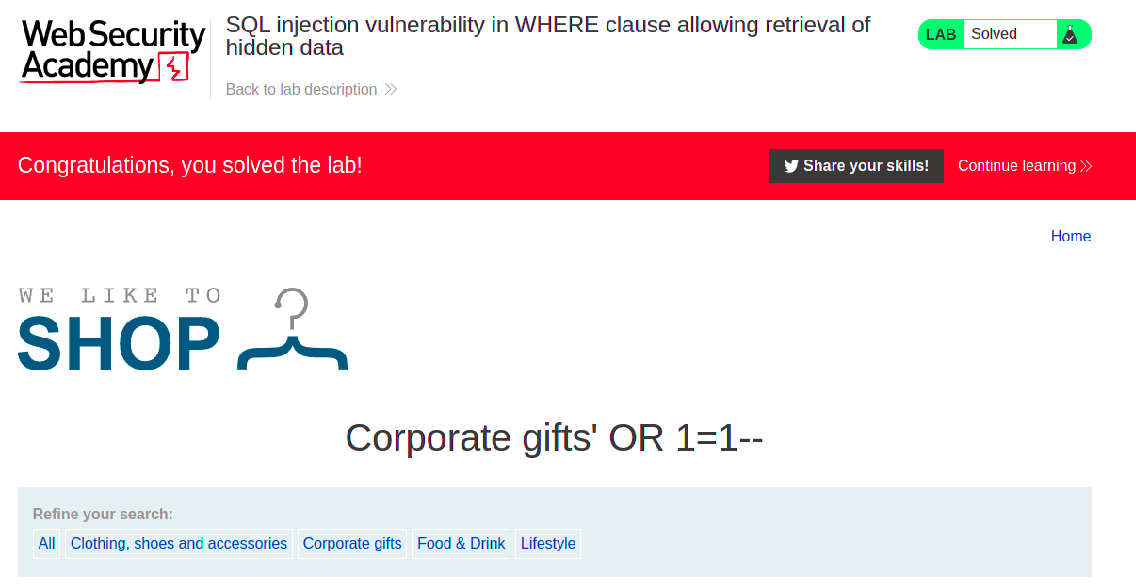 Web Security
Academy
SQL injection vulnerability in WHERE clause allowing retrieval of
hidden data
Back to lab description
LAB Solved
Congratulations, you solved the lab!
Share your skills!
Continue learning
Home
WE LIKE TO
SHOP
Corporate gifts' OR 1=1--
Refine your search:
All Clothing, shoes and accessories Corporate gifts Food & Drink Lifestyle